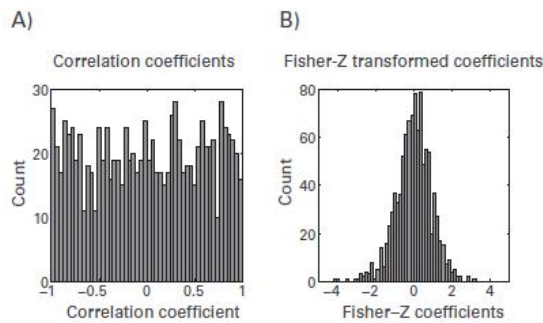 A)
Correlation coefficients
Count
30
20
10
0
-1
-0.5
0
0.5
1
Correlation coefficient
B)
Fisher-Z transformed coefficients
Count
80
60
40
20
0
-4
-2
0
2
4
Fisher–Z coefficients